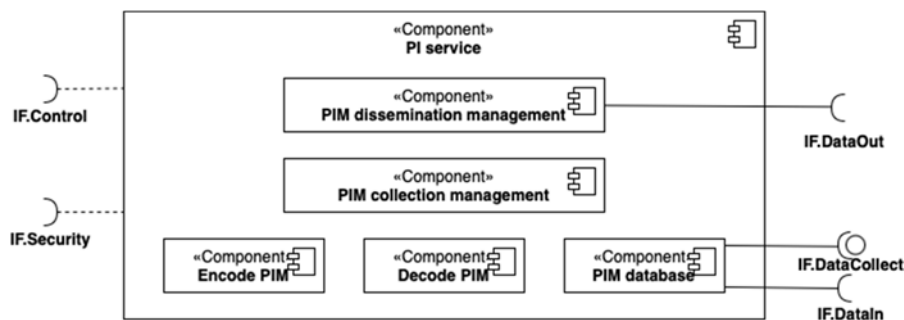 «Component»
PI service
IF.Control
«Component»
PIM dissemination management
IF.DataOut
«Component»
PIM collection management
IF.Security
«Component»
Encode PIM
«Component»
Decode PIM
«Component»
PIM database
IF.DataCollect
IF.DataIn